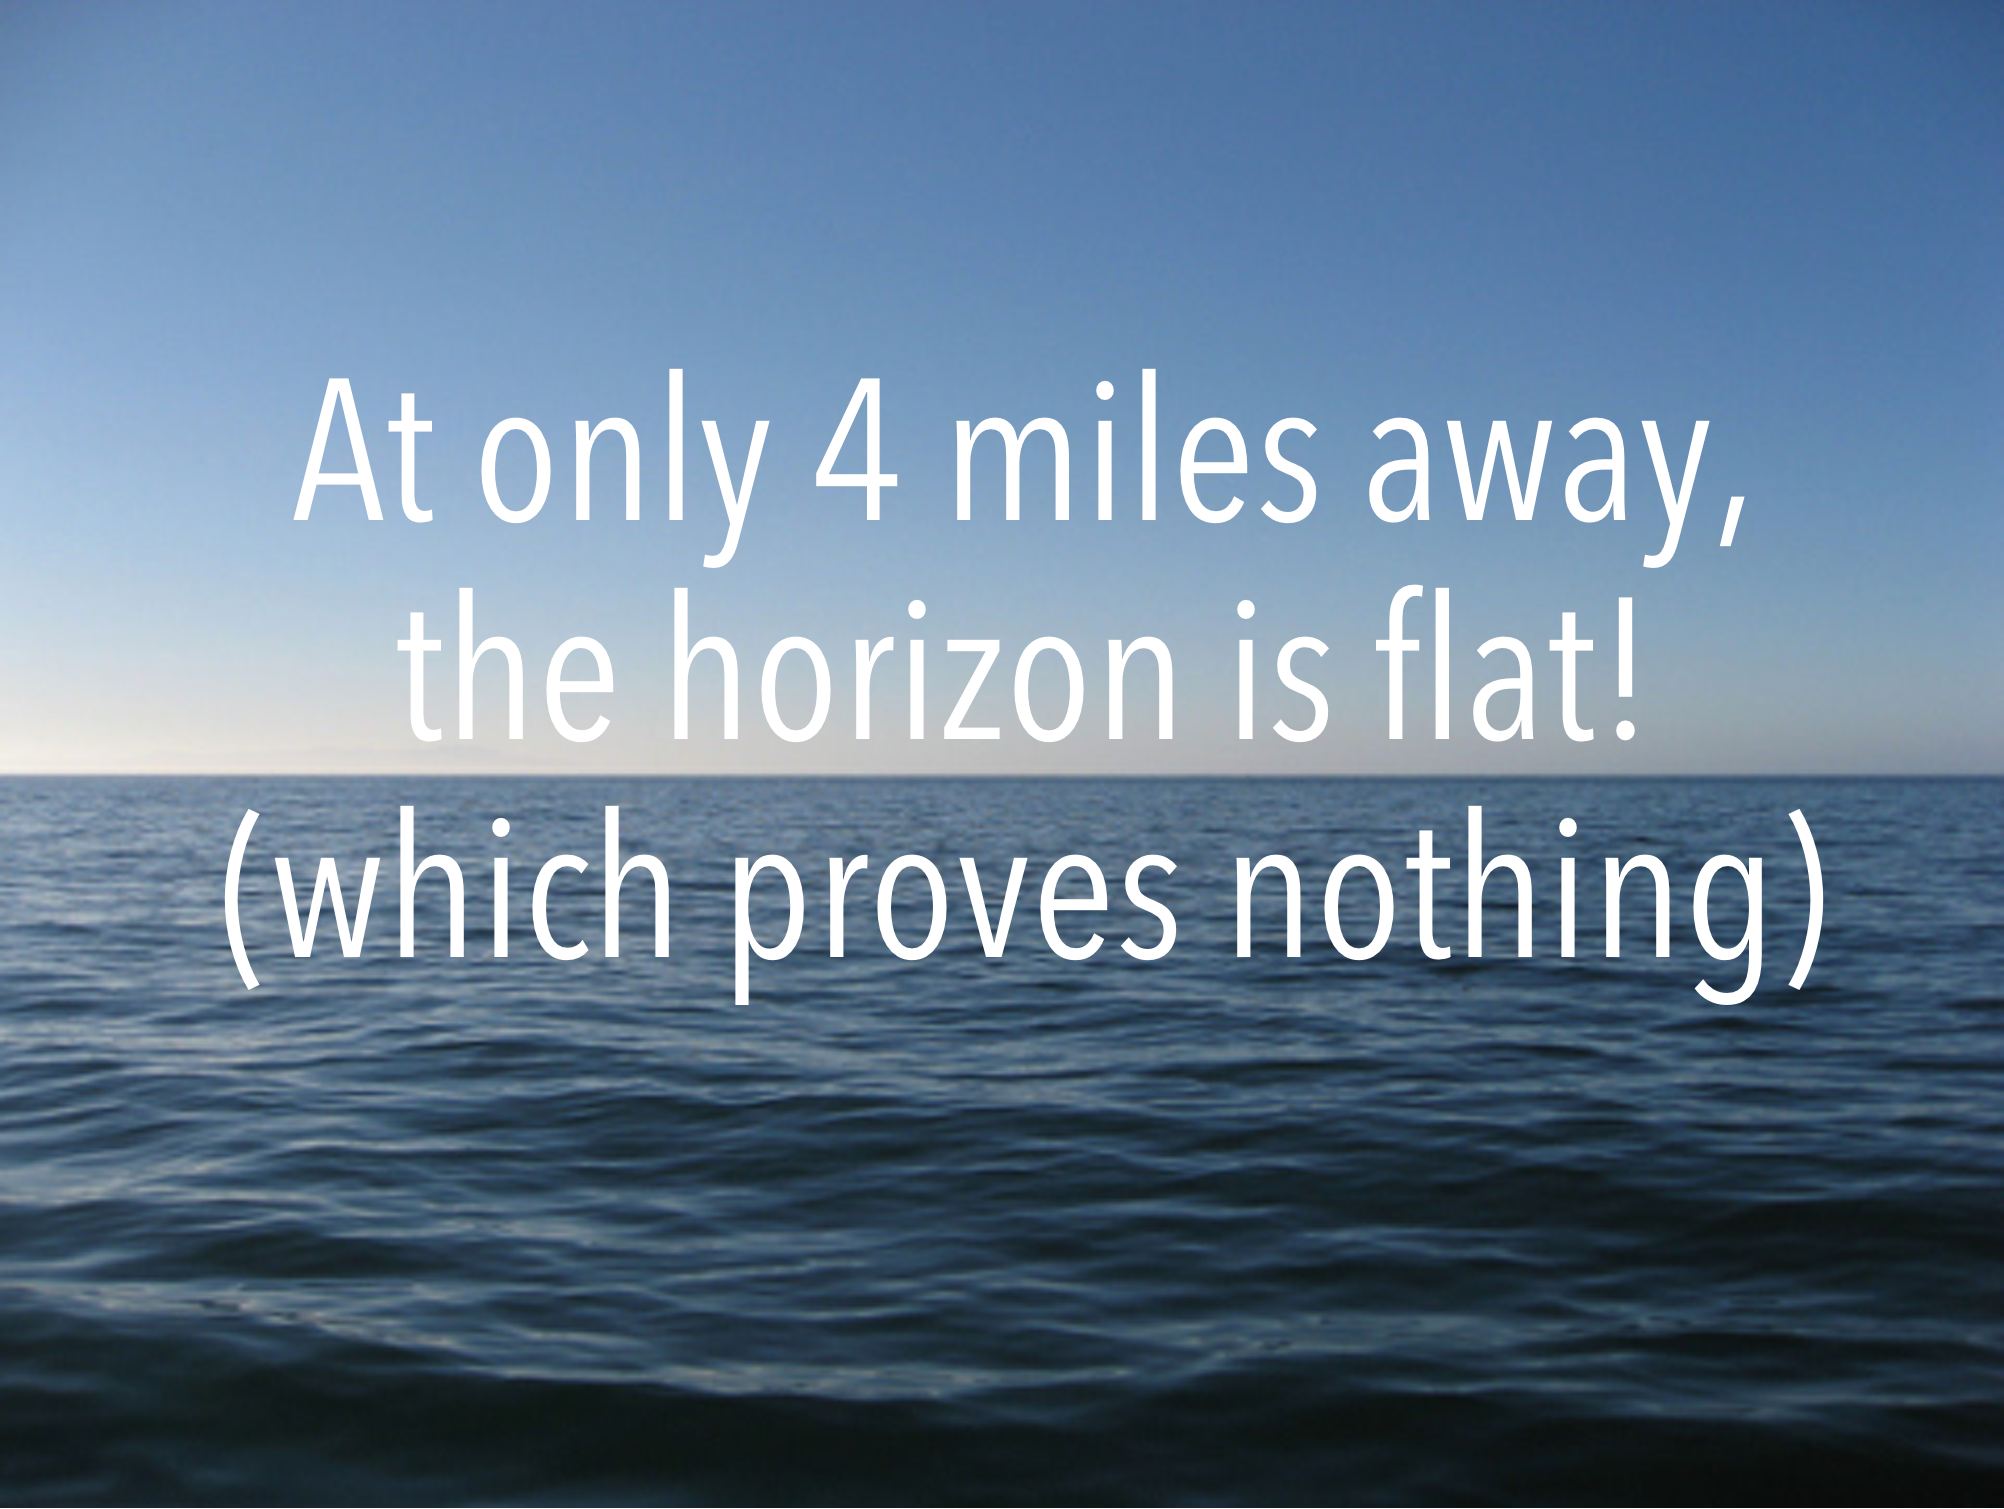 At only 4 miles away,
the horizon is flat!
(which proves nothing)